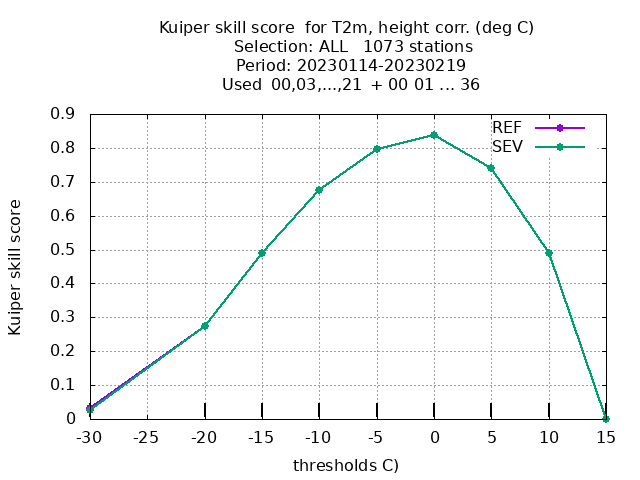 Kuiper skill score  for T2m, height corr. (deg C)
Selection: ALL   1073 stations
Period: 20230114-20230219
Used  00,03,...,21  + 00 01 ... 36
REF
SEV
Kuiper skill score
0.9
0.8
0.7
0.6
0.5
0.4
0.3
0.2
0.1
0
-30 -25 -20 -15 -10 -5 0 5 10 15
thresholds C)